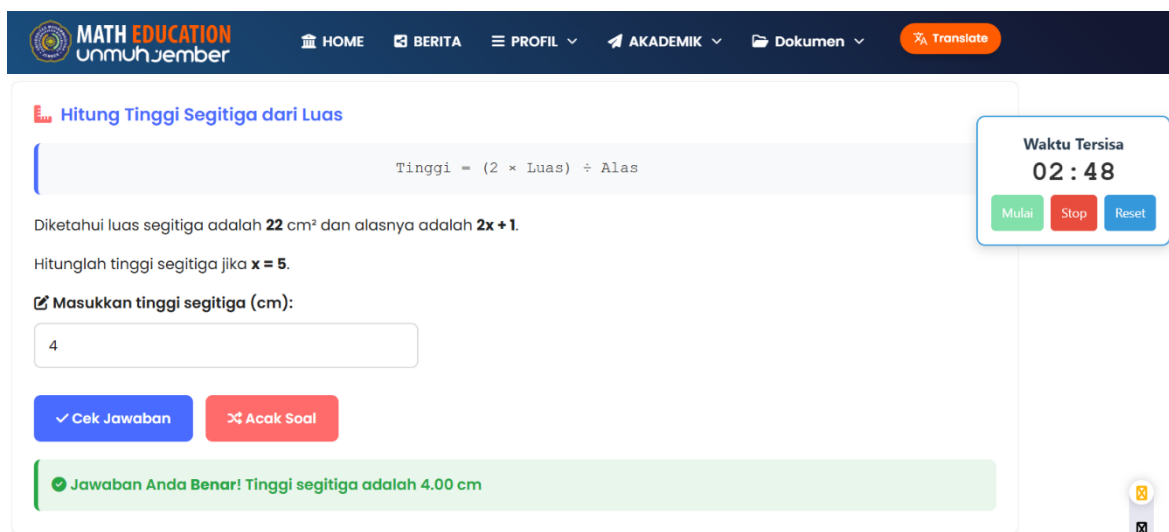 MATH EDUCATION
unmuh jember
HOME
BERITA
PROFIL
AKADEMIK
Dokumen
Translate
Hitung Tinggi Segitiga dari Luas
Tinggi = (2 × Luas) ÷ Alas
Diketahui luas segitiga adalah 22 cm² dan alasnya adalah 2x + 1.
Hitunglah tinggi segitiga jika x = 5.
Masukkan tinggi segitiga (cm):
4
Cek Jawaban
Acak Soal
Jawaban Anda Benar! Tinggi segitiga adalah 4.00 cm
Waktu Tersisa
02:48
Mulai
Stop
Reset